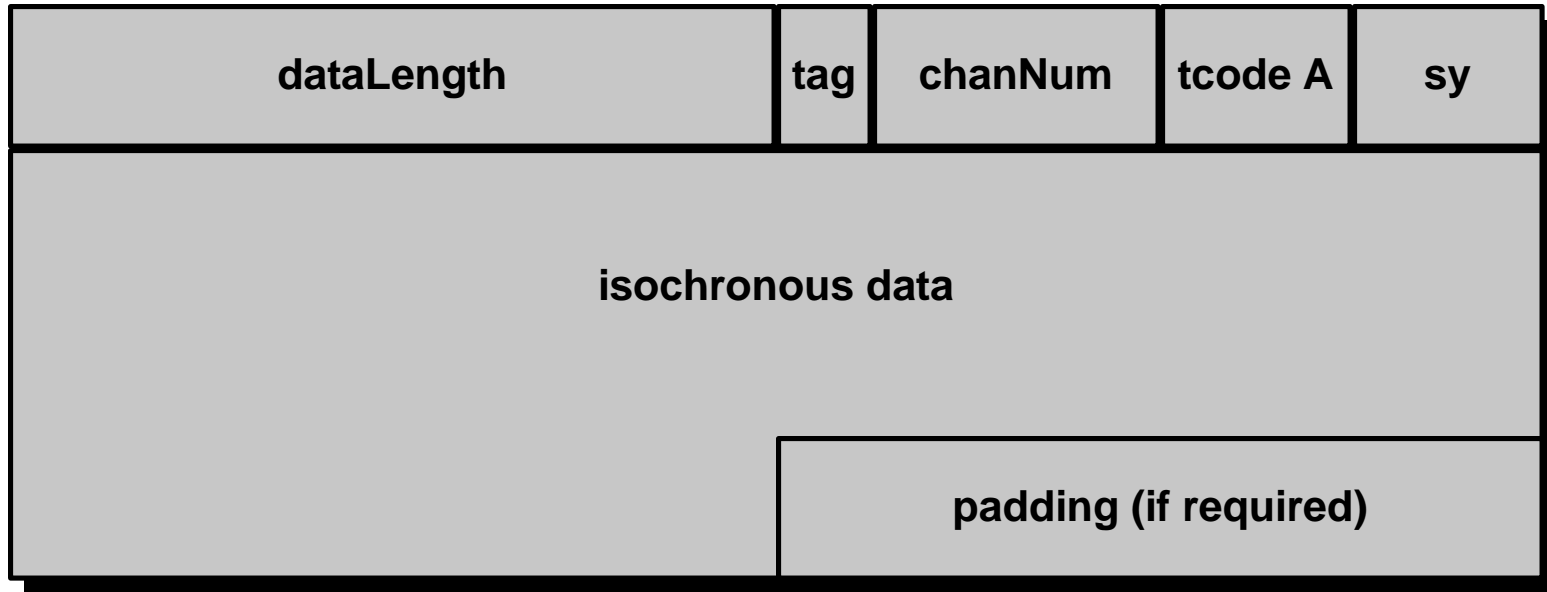 dataLength tag chanNum tcode A sy
isochronous data
padding (if required)